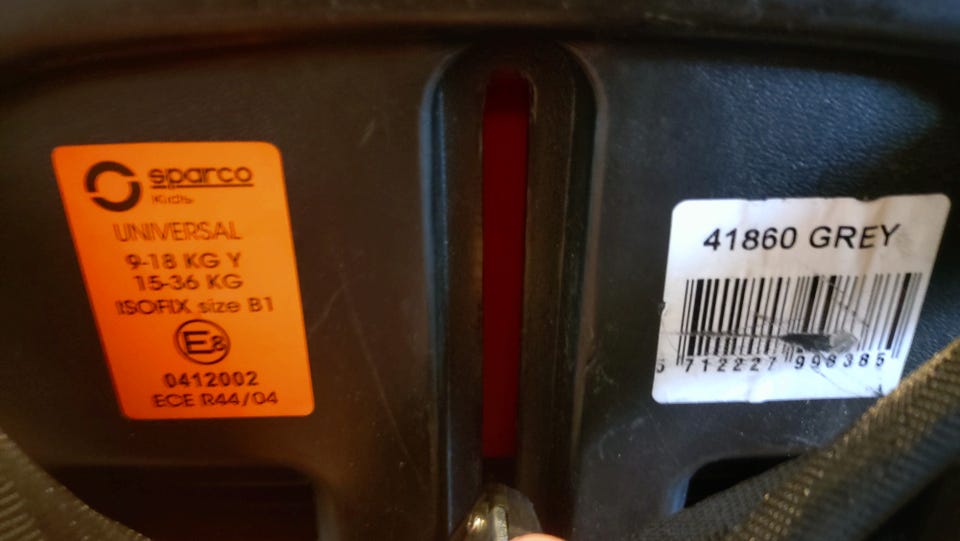 sparco
Kids
UNIVERSAL
9-18 KG Y
15-36 KG
ISOFIX size B1
E8
0412002
ECE R44/04
41860 GREY
5 712227 998385